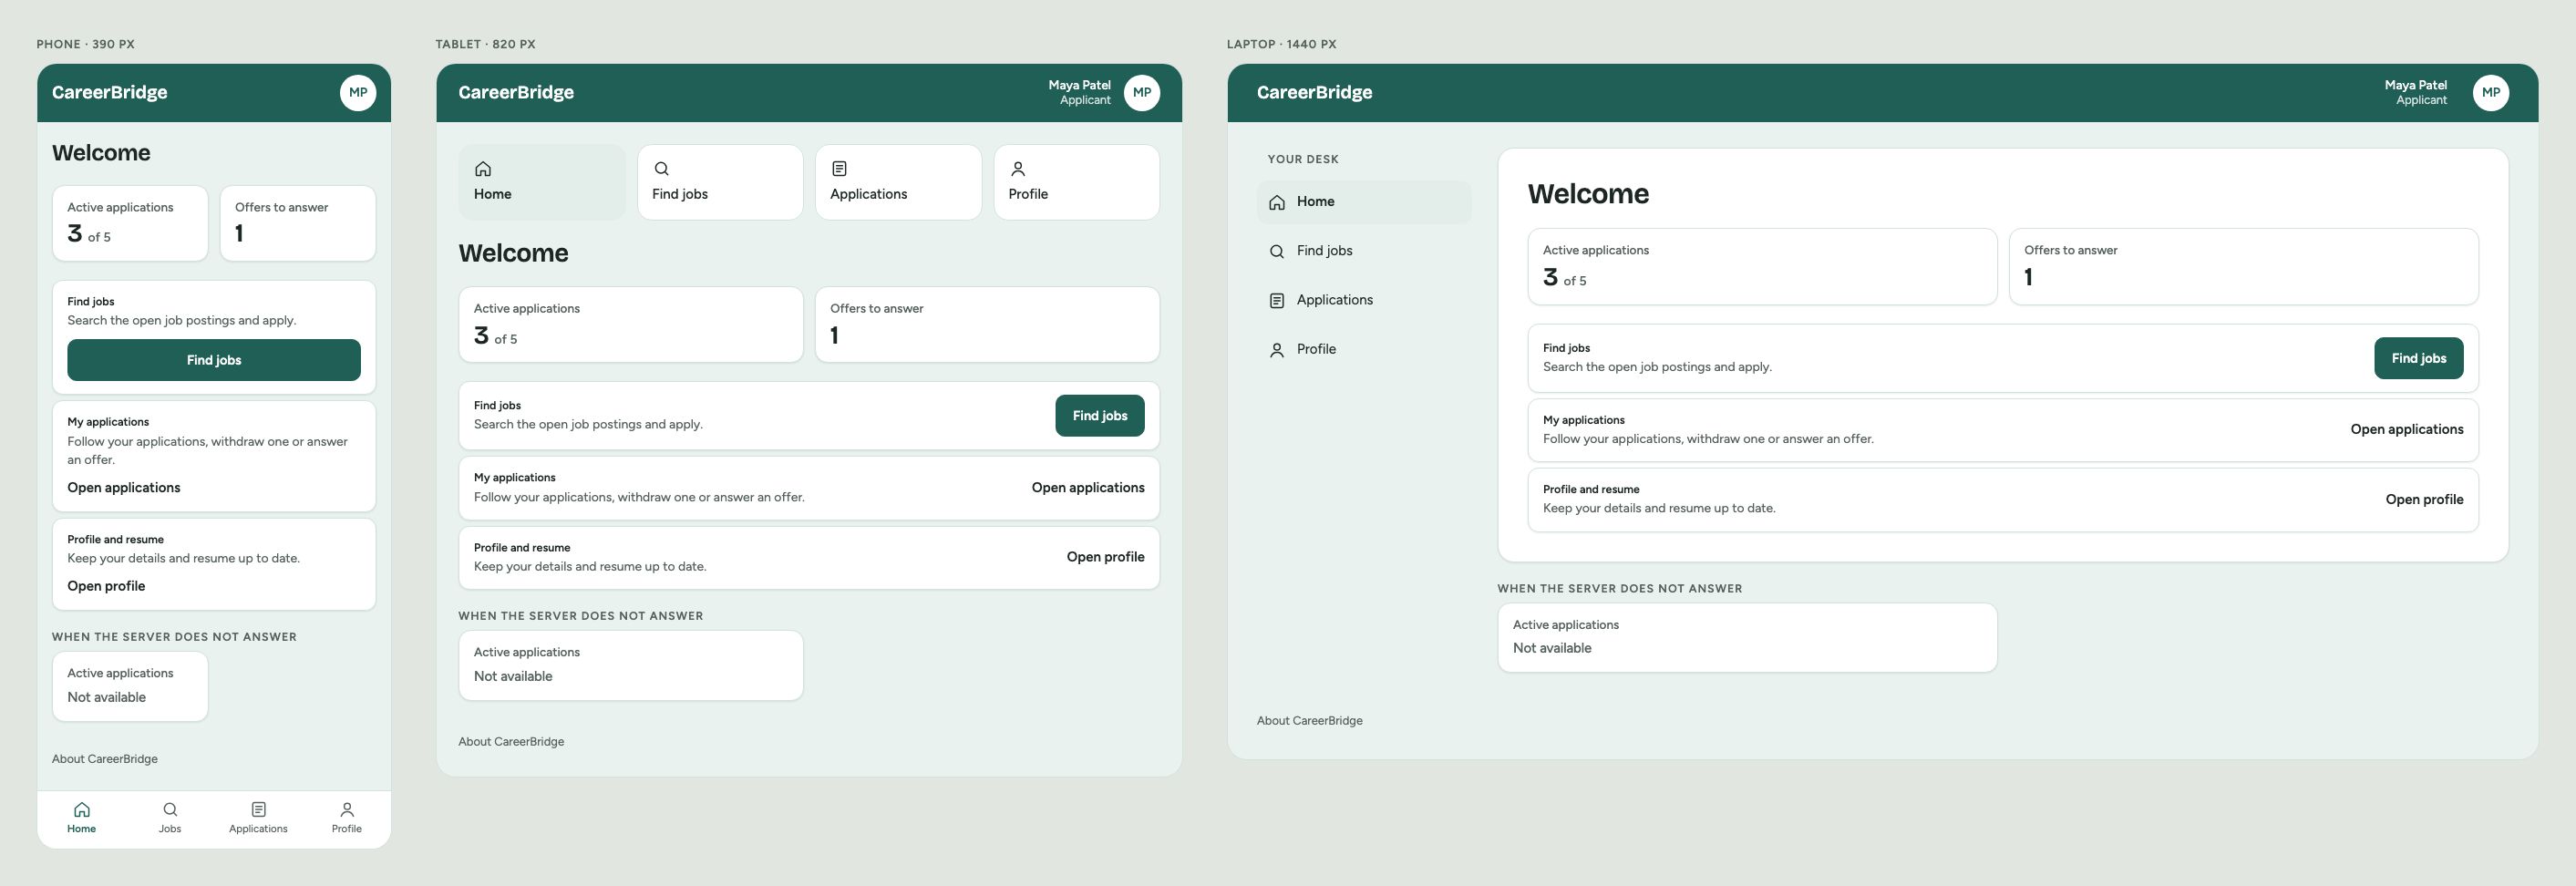 PHONE · 390 PX
CareerBridge
MP
Welcome
Active applications
3 of 5
Offers to answer
1
Find jobs
Search the open job postings and apply.
Find jobs
My applications
Follow your applications, withdraw one or answer
an offer.
Open applications
Profile and resume
Keep your details and resume up to date.
Open profile
WHEN THE SERVER DOES NOT ANSWER
Active applications
Not available
About CareerBridge
Home
Jobs
Applications
Profile
TABLET · 820 PX
CareerBridge
Maya Patel
Applicant
MP
Home
Find jobs
Applications
Profile
Welcome
Active applications
3 of 5
Offers to answer
1
Find jobs
Search the open job postings and apply.
Find jobs
My applications
Follow your applications, withdraw one or answer an offer.
Open applications
Profile and resume
Keep your details and resume up to date.
Open profile
WHEN THE SERVER DOES NOT ANSWER
Active applications
Not available
About CareerBridge
LAPTOP · 1440 PX
CareerBridge
Maya Patel
Applicant
MP
YOUR DESK
Home
Find jobs
Applications
Profile
Welcome
Active applications
3 of 5
Offers to answer
1
Find jobs
Search the open job postings and apply.
Find jobs
My applications
Follow your applications, withdraw one or answer an offer.
Open applications
Profile and resume
Keep your details and resume up to date.
Open profile
WHEN THE SERVER DOES NOT ANSWER
Active applications
Not available
About CareerBridge